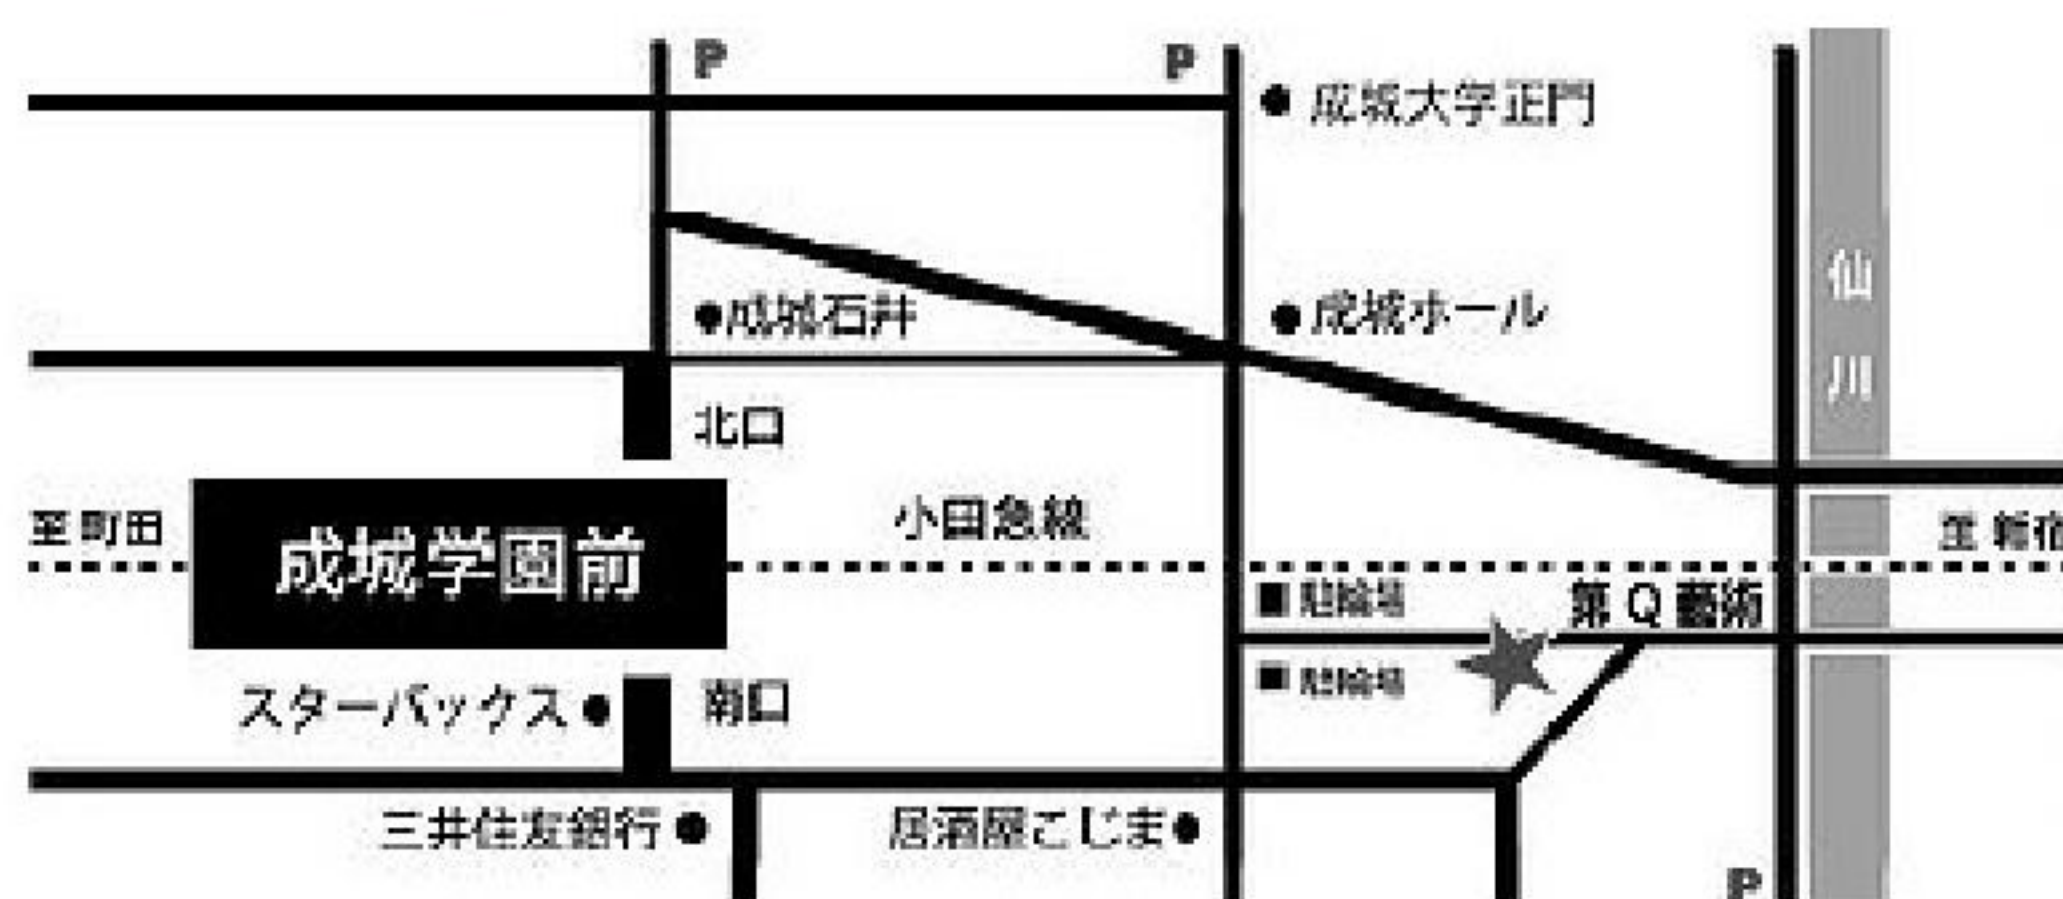 P
P
成城大学正門
成城石井
成城ホール
仙川
北口
至町田
成城学園前
小田急線
至 新宿
駐輪場
第Q藝術
駐輪場
スターバックス
南口
三井住友銀行
居酒屋こじま
P